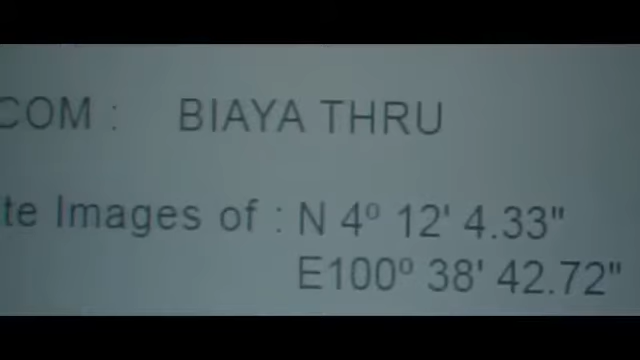 COM : BIAYA THRU
te Images of : N 4º 12' 4.33"
E100º 38' 42.72"